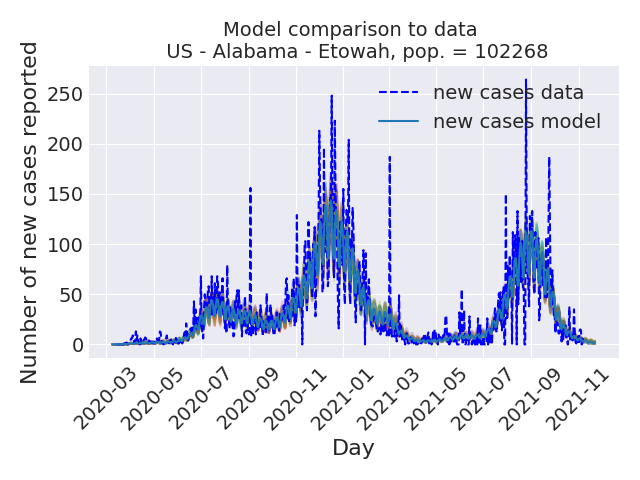 Model comparison to data
US - Alabama - Etowah, pop. = 102268
Number of new cases reported
250
200
150
100
50
0
new cases data
new cases model
2020-03
2020-05
2020-07
2020-09
2020-11
2021-01
2021-03
2021-05
2021-07
2021-09
2021-11
Day